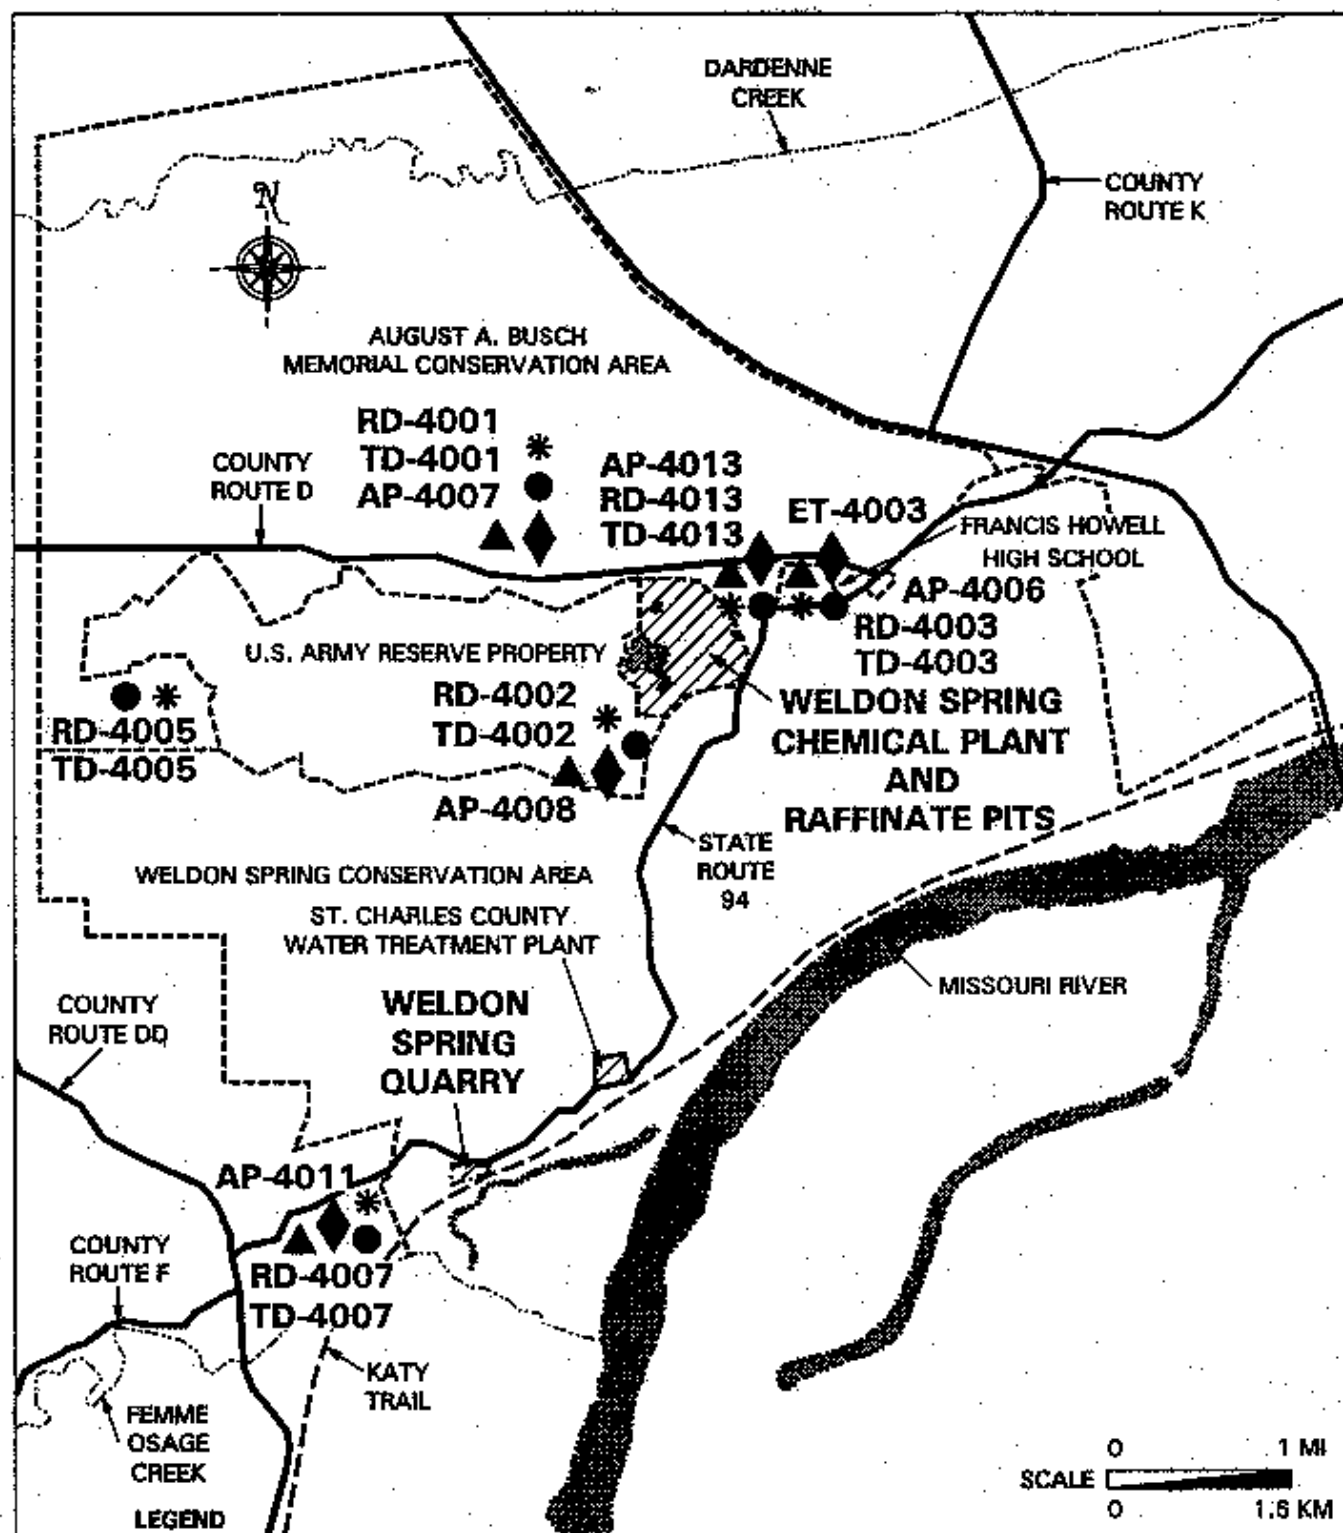 DARDENNE
CREEK
COUNTY
ROUTE K
N
AUGUST A. BUSCH
MEMORIAL CONSERVATION AREA
RD-4001
TD-4001
AP-4007
COUNTY
ROUTE D
AP-4013
RD-4013
TD-4013
ET-4003
FRANCIS HOWELL
HIGH SCHOOL
AP-4006
RD-4003
TD-4003
U.S. ARMY RESERVE PROPERTY
RD-4002
TD-4002
AP-4008
RD-4005
TD-4005
WELDON SPRING
CHEMICAL PLANT
AND
RAFFINATE PITS
STATE
ROUTE
94
WELDON SPRING CONSERVATION AREA
ST. CHARLES COUNTY
WATER TREATMENT PLANT
MISSOURI RIVER
WELDON
SPRING
QUARRY
COUNTY
ROUTE DD
AP-4011
RD-4007
TD-4007
COUNTY
ROUTE F
KATY
TRAIL
FEMME
OSAGE
CREEK
LEGEND
0 1 MI
SCALE
0 1.6 KM